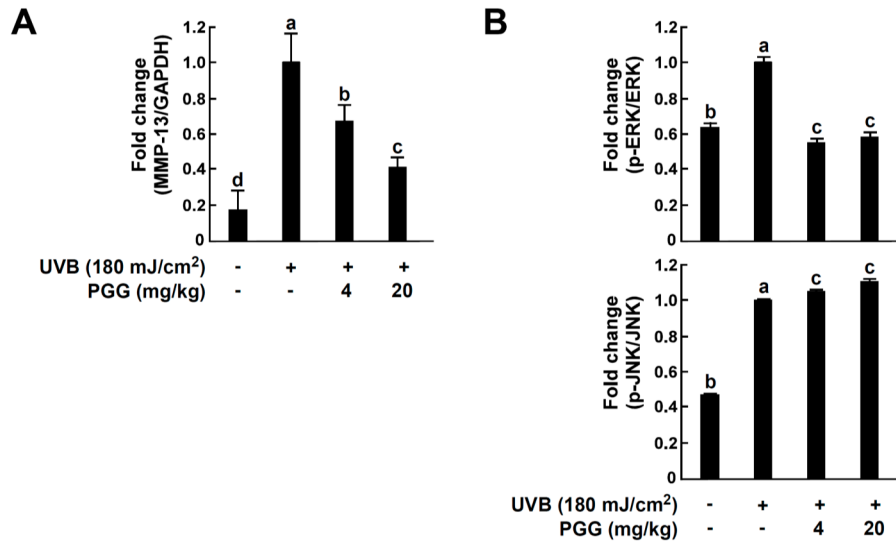 A
Fold change
(MMP-13/GAPDH)
1.2
1.0
0.8
0.6
0.4
0.2
0
d
a
b
c
UVB (180 mJ/cm²) - + + +
PGG (mg/kg) - - 4 20
B
Fold change
(p-ERK/ERK)
1.2
1.0
0.8
0.6
0.4
0.2
0
b
a
c
c
Fold change
(p-JNK/JNK)
1.2
1.0
0.8
0.6
0.4
0.2
0
b
a
c
c
UVB (180 mJ/cm²) - + + +
PGG (mg/kg) - - 4 20